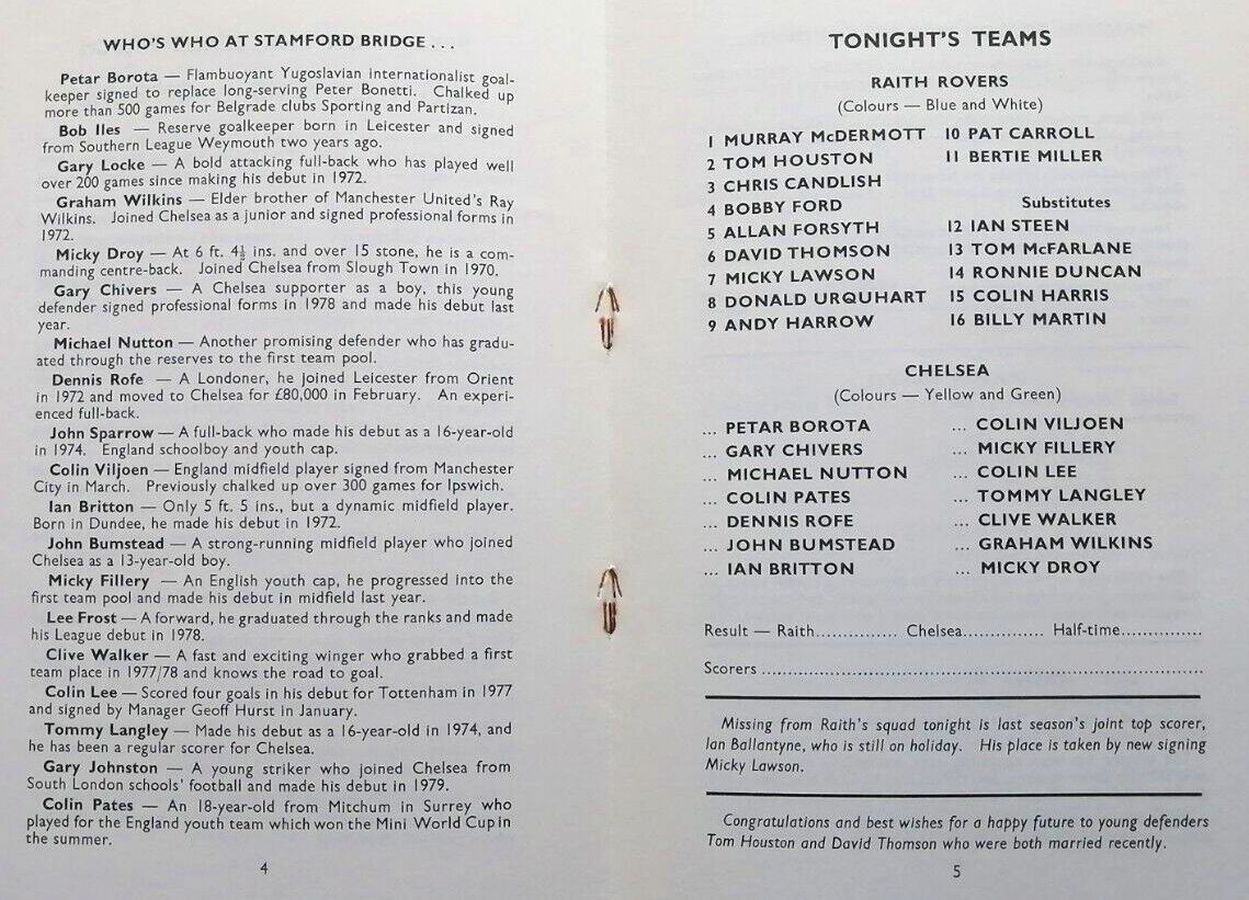 WHO'S WHO AT STAMFORD BRIDGE . . .
Petar Borota — Flambuoyant Yugoslavian internationalist goal-
keeper signed to replace long-serving Peter Bonetti. Chalked up
more than 500 games for Belgrade clubs Sporting and Partizan.
Bob Iles — Reserve goalkeeper born in Leicester and signed
from Southern League Weymouth two years ago.
Gary Locke — A bold attacking full-back who has played well
over 200 games since making his debut in 1972.
Graham Wilkins — Elder brother of Manchester United's Ray
Wilkins. Joined Chelsea as a junior and signed professional forms in
1972.
Micky Droy — At 6 ft. 4½ ins. and over 15 stone, he is a com-
manding centre-back. Joined Chelsea from Slough Town in 1970.
Gary Chivers — A Chelsea supporter as a boy, this young
defender signed professional forms in 1978 and made his debut last
year.
Michael Nutton — Another promising defender who has gradu-
ated through the reserves to the first team pool.
Dennis Rofe — A Londoner, he joined Leicester from Orient
in 1972 and moved to Chelsea for £80,000 in February. An experi-
enced full-back.
John Sparrow — A full-back who made his debut as a 16-year-old
in 1974. England schoolboy and youth cap.
Colin Viljoen — England midfield player signed from Manchester
City in March. Previously chalked up over 300 games for Ipswich.
Ian Britton — Only 5 ft. 5 ins., but a dynamic midfield player.
Born in Dundee, he made his debut in 1972.
John Bumstead — A strong-running midfield player who joined
Chelsea as a 13-year-old boy.
Micky Fillery — An English youth cap, he progressed into the
first team pool and made his debut in midfield last year.
Lee Frost — A forward, he graduated through the ranks and made
his League debut in 1978.
Clive Walker — A fast and exciting winger who grabbed a first
team place in 1977/78 and knows the road to goal.
Colin Lee — Scored four goals in his debut for Tottenham in 1977
and signed by Manager Geoff Hurst in January.
Tommy Langley — Made his debut as a 16-year-old in 1974, and
he has been a regular scorer for Chelsea.
Gary Johnston — A young striker who joined Chelsea from
South London schools' football and made his debut in 1979.
Colin Pates — An 18-year-old from Mitchum in Surrey who
played for the England youth team which won the Mini World Cup in
the summer.
4
TONIGHT'S TEAMS
RAITH ROVERS
(Colours — Blue and White)
1 MURRAY McDERMOTT
2 TOM HOUSTON
3 CHRIS CANDLISH
4 BOBBY FORD
5 ALLAN FORSYTH
6 DAVID THOMSON
7 MICKY LAWSON
8 DONALD URQUHART
9 ANDY HARROW
10 PAT CARROLL
11 BERTIE MILLER
Substitutes
12 IAN STEEN
13 TOM McFARLANE
14 RONNIE DUNCAN
15 COLIN HARRIS
16 BILLY MARTIN
CHELSEA
(Colours — Yellow and Green)
... PETAR BOROTA
... GARY CHIVERS
... MICHAEL NUTTON
... COLIN PATES
... DENNIS ROFE
... JOHN BUMSTEAD
... IAN BRITTON
... COLIN VILJOEN
... MICKY FILLERY
... COLIN LEE
... TOMMY LANGLEY
... CLIVE WALKER
... GRAHAM WILKINS
... MICKY DROY
Result — Raith............... Chelsea............... Half-time...............
Scorers ................................................................................
Missing from Raith's squad tonight is last season's joint top scorer,
Ian Ballantyne, who is still on holiday. His place is taken by new signing
Micky Lawson.
Congratulations and best wishes for a happy future to young defenders
Tom Houston and David Thomson who were both married recently.
5